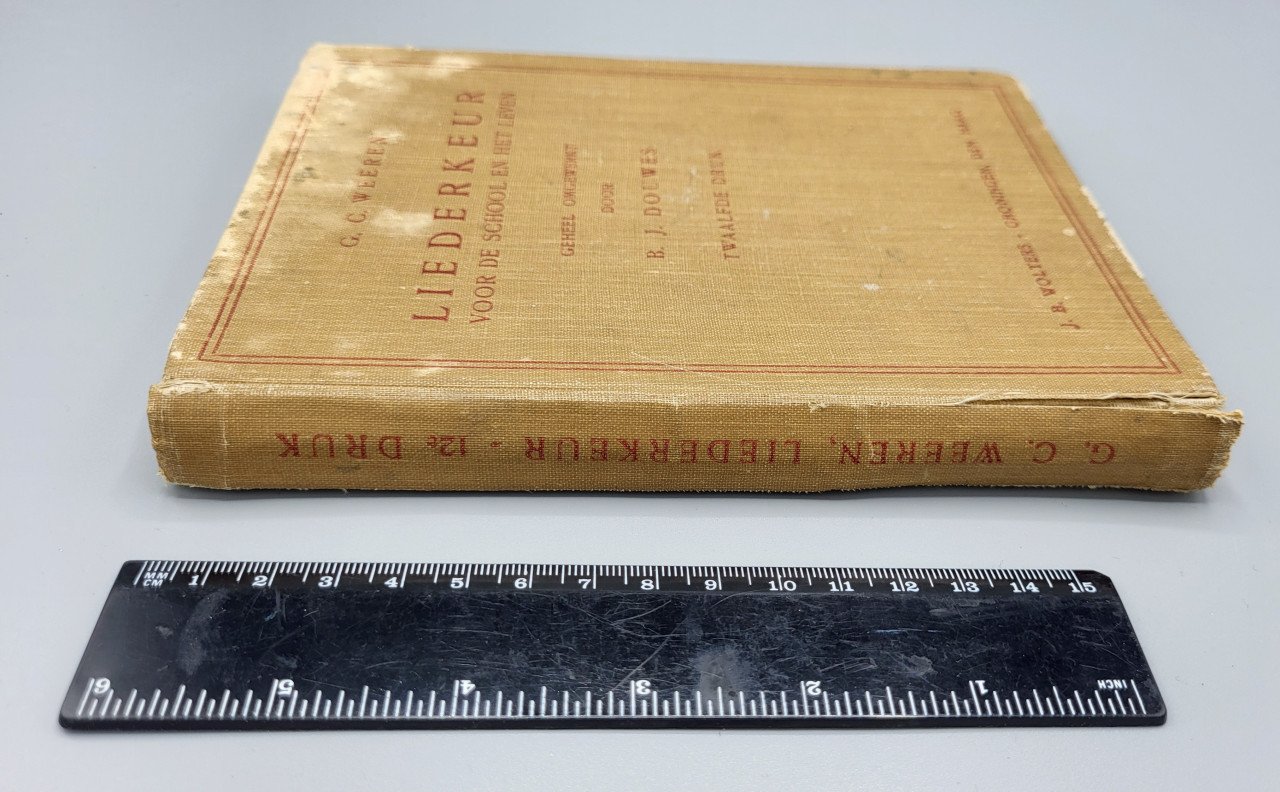 G. C. WEEREN
LIEDERKEUR
VOOR DE SCHOOL EN HET LEVEN
GEHEEL OMGEWERKT
DOOR
B. J. DOUWES
TWAALFDE DRUK
J. B. WOLTERS · GRONINGEN, DEN HAAG
G. C. WEEREN, LIEDERKEUR - 12e DRUK
MM
CM
1 2 3 4 5 6 7 8 9 10 11 12 13 14 15
6 5 4 3 2 1 INCH